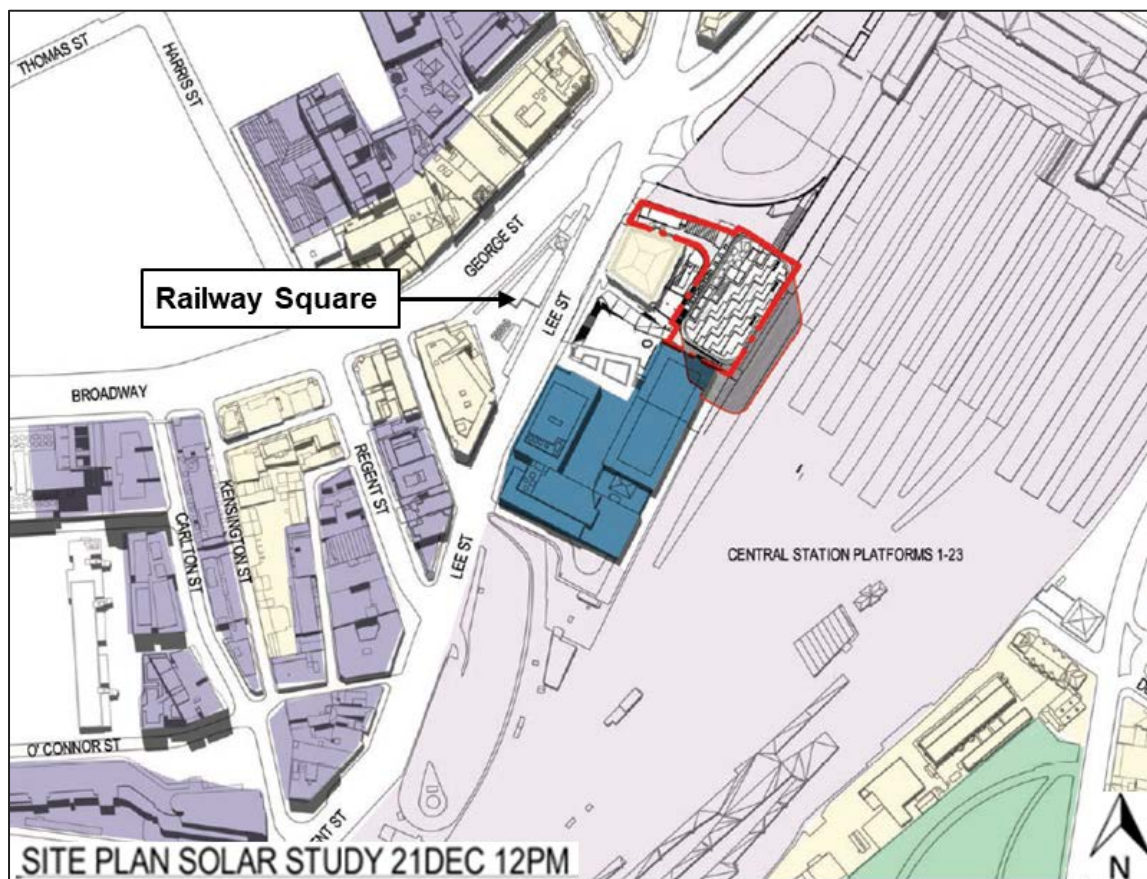 THOMAS ST
HARRIS ST
GEORGE ST
Railway Square
LEE ST
BROADWAY
REGENT ST
KENSINGTON ST
CARLTON ST
LEE ST
CENTRAL STATION PLATFORMS 1-23
O' CONNOR ST
ENT ST
SITE PLAN SOLAR STUDY 21DEC 12PM
N